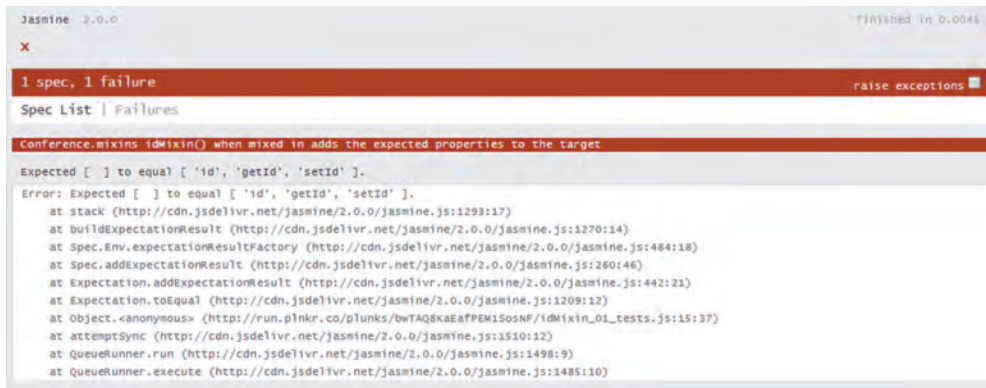 Jasmine 2.0.0
finished in 0.004s
x
1 spec, 1 failure
raise exceptions
Spec List | Failures
Conference.mixins idMixin() when mixed in adds the expected properties to the target
Expected [  ] to equal [ 'id', 'getId', 'setId' ].
Error: Expected [  ] to equal [ 'id', 'getId', 'setId' ].
at stack (http://cdn.jsdelivr.net/jasmine/2.0.0/jasmine.js:1293:17)
at buildExpectationResult (http://cdn.jsdelivr.net/jasmine/2.0.0/jasmine.js:1270:14)
at Spec.Env.expectationResultFactory (http://cdn.jsdelivr.net/jasmine/2.0.0/jasmine.js:484:18)
at Spec.addExpectationResult (http://cdn.jsdelivr.net/jasmine/2.0.0/jasmine.js:260:46)
at Expectation.addExpectationResult (http://cdn.jsdelivr.net/jasmine/2.0.0/jasmine.js:442:21)
at Expectation.toEqual (http://cdn.jsdelivr.net/jasmine/2.0.0/jasmine.js:1209:12)
at Object.<anonymous> (http://run.plnkr.co/plunks/bwTAQ8KaEafPEM1SosNF/idMixin_01_tests.js:15:37)
at attemptSync (http://cdn.jsdelivr.net/jasmine/2.0.0/jasmine.js:1510:12)
at QueueRunner.run (http://cdn.jsdelivr.net/jasmine/2.0.0/jasmine.js:1498:9)
at QueueRunner.execute (http://cdn.jsdelivr.net/jasmine/2.0.0/jasmine.js:1485:10)